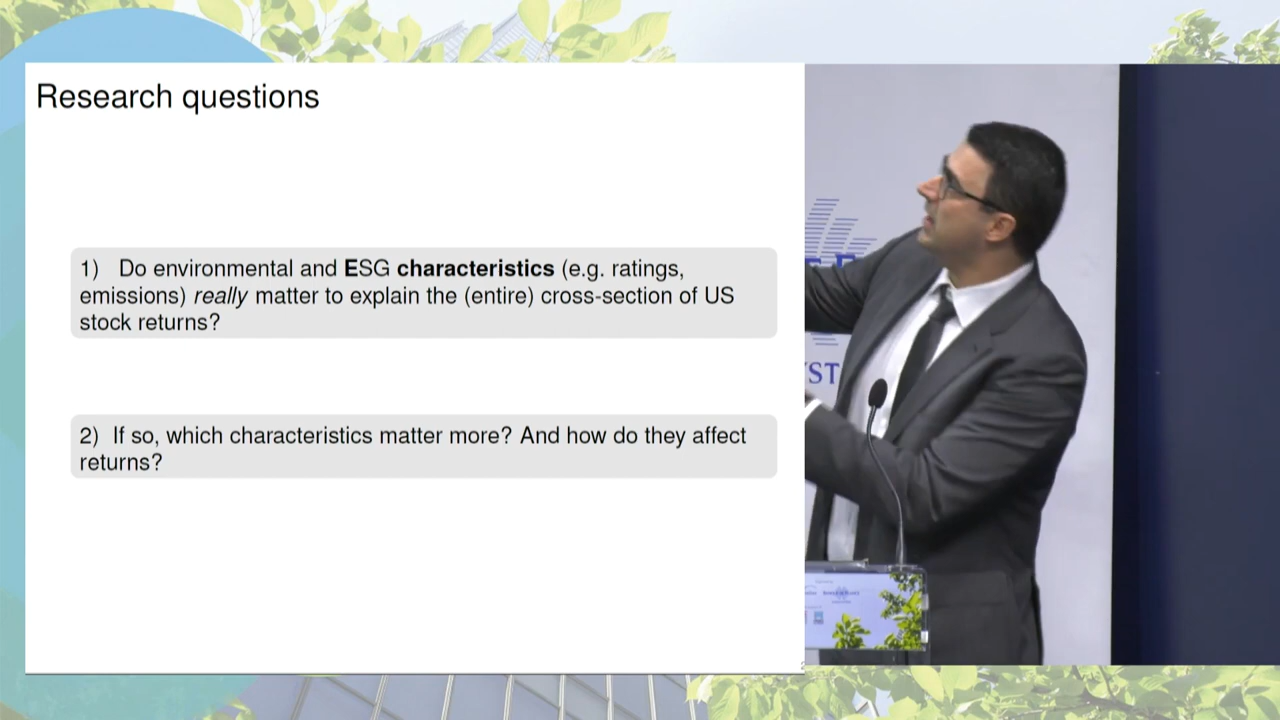 Research questions
1) Do environmental and ESG characteristics (e.g. ratings,
emissions) really matter to explain the (entire) cross-section of US
stock returns?
2) If so, which characteristics matter more? And how do they affect
returns?
YST